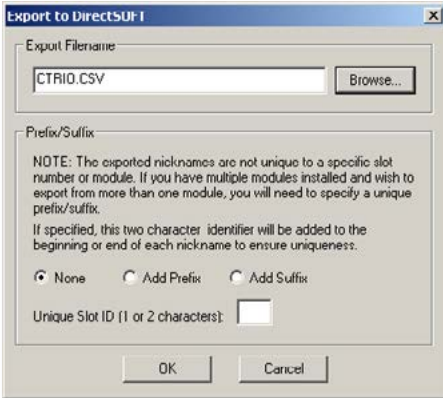 Export to DirectSOFT
Export Filename
CTRIO.CSV
Browse...
Prefix/Suffix
NOTE: The exported nicknames are not unique to a specific slot
number or module. If you have multiple modules installed and wish to
export from more than one module, you will need to specify a unique
prefix/suffix.
If specified, this two character identifier will be added to the
beginning or end of each nickname to ensure uniqueness.
None Add Prefix Add Suffix
Unique Slot ID (1 or 2 characters):
OK Cancel